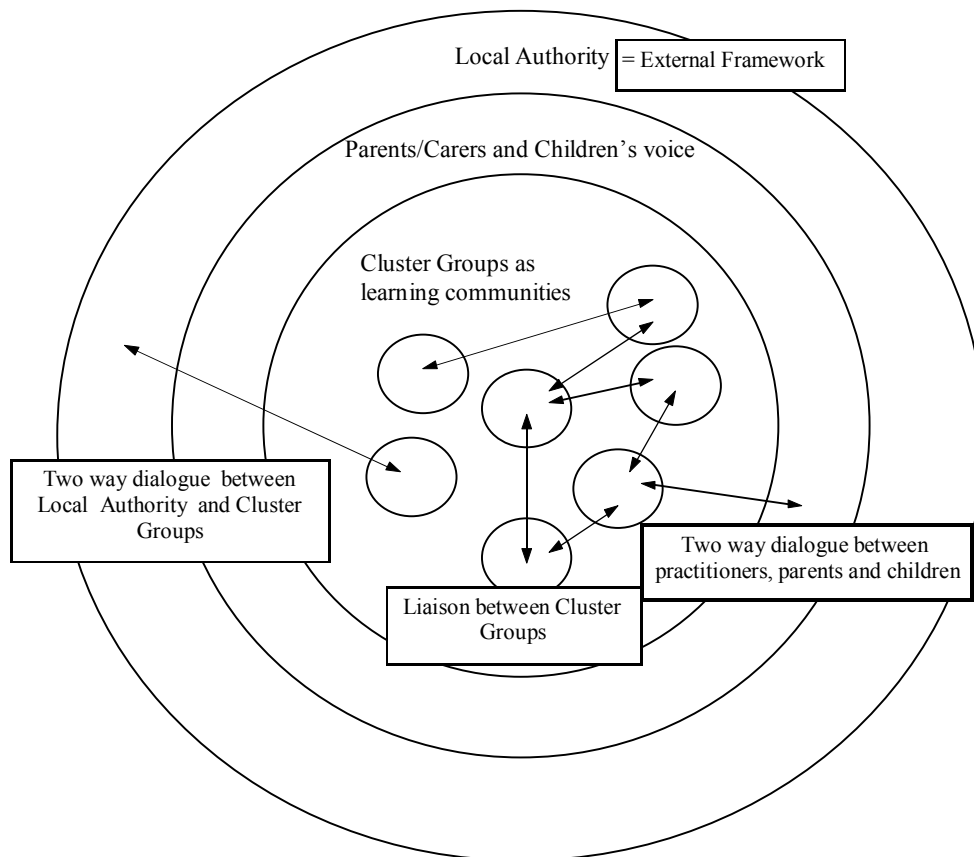 Local Authority = External Framework
Parents/Carers and Children’s voice
Cluster Groups as
learning communities
Two way dialogue between
Local Authority and Cluster
Groups
Two way dialogue between
practitioners, parents and children
Liaison between Cluster
Groups